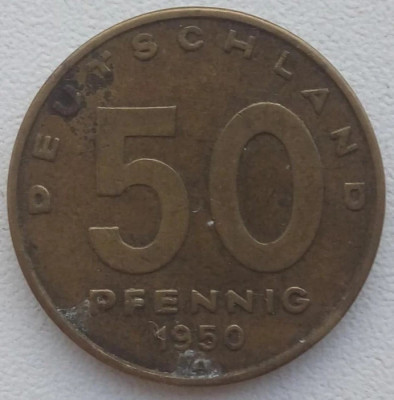 DEUTSCHLAND
50
PFENNIG
1950
A